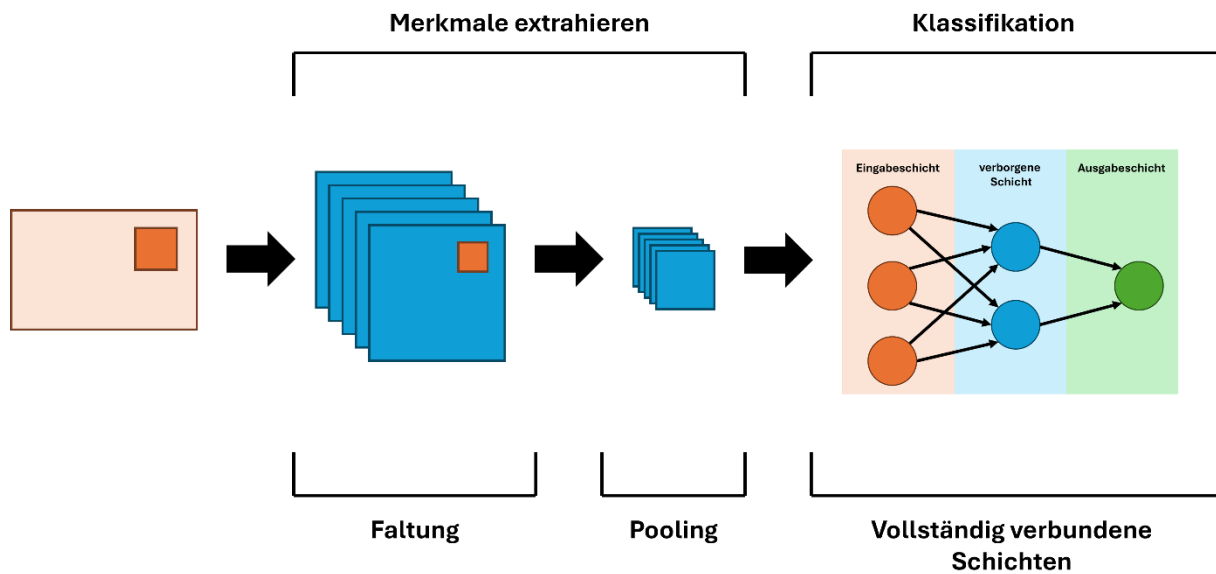 Merkmale extrahieren
Klassifikation
Eingabeschicht
verborgene
Schicht
Ausgabeschicht
Faltung
Pooling
Vollständig verbundene
Schichten